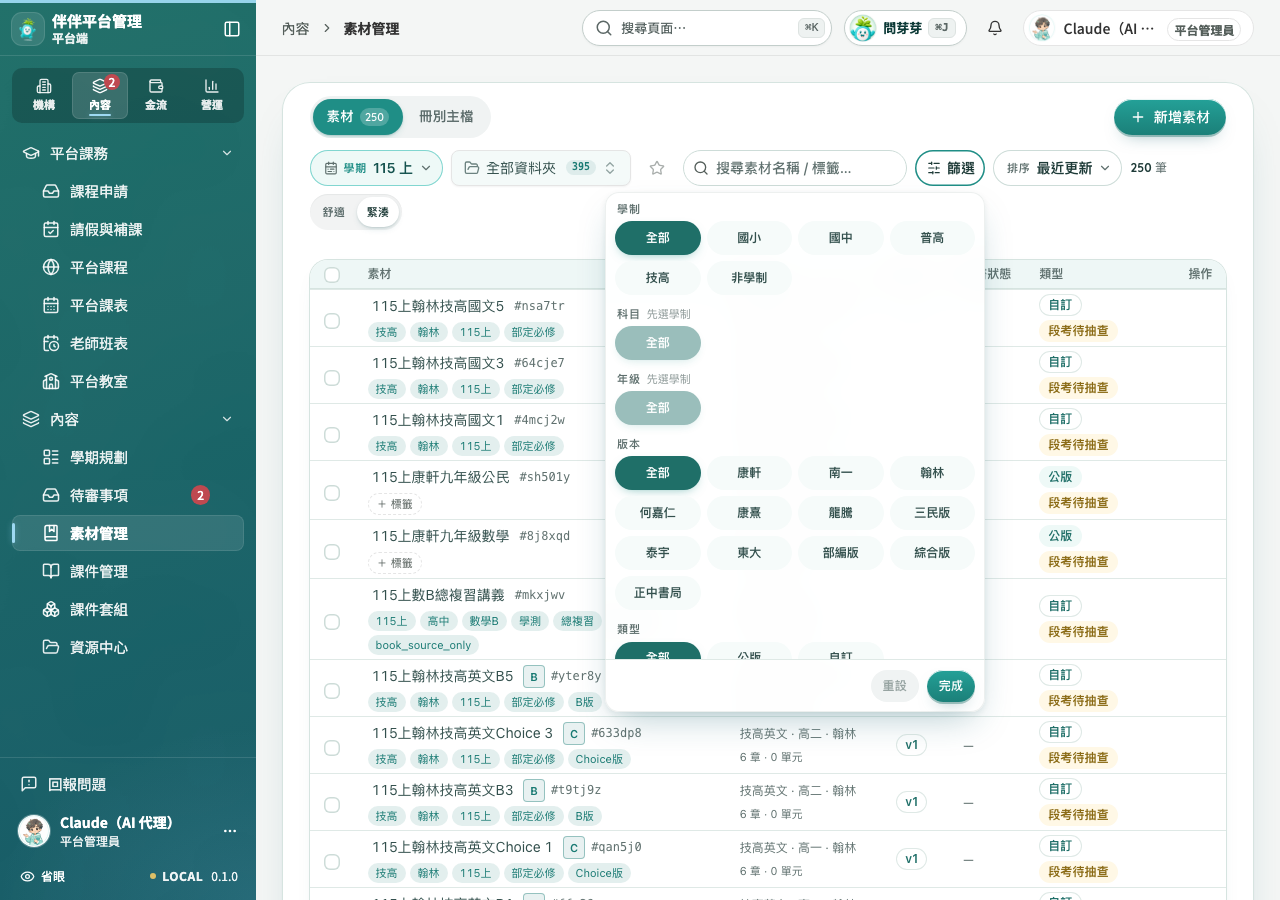 伴伴平台管理
平台端
機構
內容
2
金流
營運
平台課務
課程申請
請假與補課
平台課程
平台課表
老師班表
平台教室
內容
學期規劃
待審事項
2
素材管理
課件管理
課件套組
資源中心
回報問題
Claude（AI 代理）
平台管理員
省眼
LOCAL 0.1.0
內容 > 素材管理
搜尋頁面… ⌘K
問芽芽 ⌘J
Claude（AI … 平台管理員
素材 250
冊別主檔
+ 新增素材
學期 115 上
全部資料夾 395
搜尋素材名稱 / 標籤...
篩選
排序 最近更新
250 筆
舒適
緊湊
學制
全部 國小 國中 普高
技高 非學制
科目 先選學制
全部
年級 先選學制
全部
版本
全部 康軒 南一 翰林
何嘉仁 康熹 龍騰 三民版
泰宇 東大 部編版 綜合版
正中書局
類型
全部 公版 自訂
重設 完成
素材 狀態 類型 操作
115上翰林技高國文5 #nsa7tr 自訂
技高 翰林 115上 部定必修 段考待抽查
115上翰林技高國文3 #64cje7 自訂
技高 翰林 115上 部定必修 段考待抽查
115上翰林技高國文1 #4mcj2w 自訂
技高 翰林 115上 部定必修 段考待抽查
115上康軒九年級公民 #sh501y 公版
+ 標籤 段考待抽查
115上康軒九年級數學 #8j8xqd 公版
+ 標籤 段考待抽查
115上數B總複習講義 #mkxjwv 自訂
115上 高中 數學B 學測 總複習 段考待抽查
book_source_only
115上翰林技高英文B5 B #yter8y 自訂
技高 翰林 115上 部定必修 B版 段考待抽查
115上翰林技高英文Choice 3 C #633dp8 技高英文 · 高二 · 翰林 v1 — 自訂
技高 翰林 115上 部定必修 Choice版 6 章 · 0 單元 段考待抽查
115上翰林技高英文B3 B #t9tj9z 技高英文 · 高二 · 翰林 v1 — 自訂
技高 翰林 115上 部定必修 B版 6 章 · 0 單元 段考待抽查
115上翰林技高英文Choice 1 C #qan5j0 技高英文 · 高一 · 翰林 v1 — 自訂
技高 翰林 115上 部定必修 Choice版 6 章 · 0 單元 段考待抽查